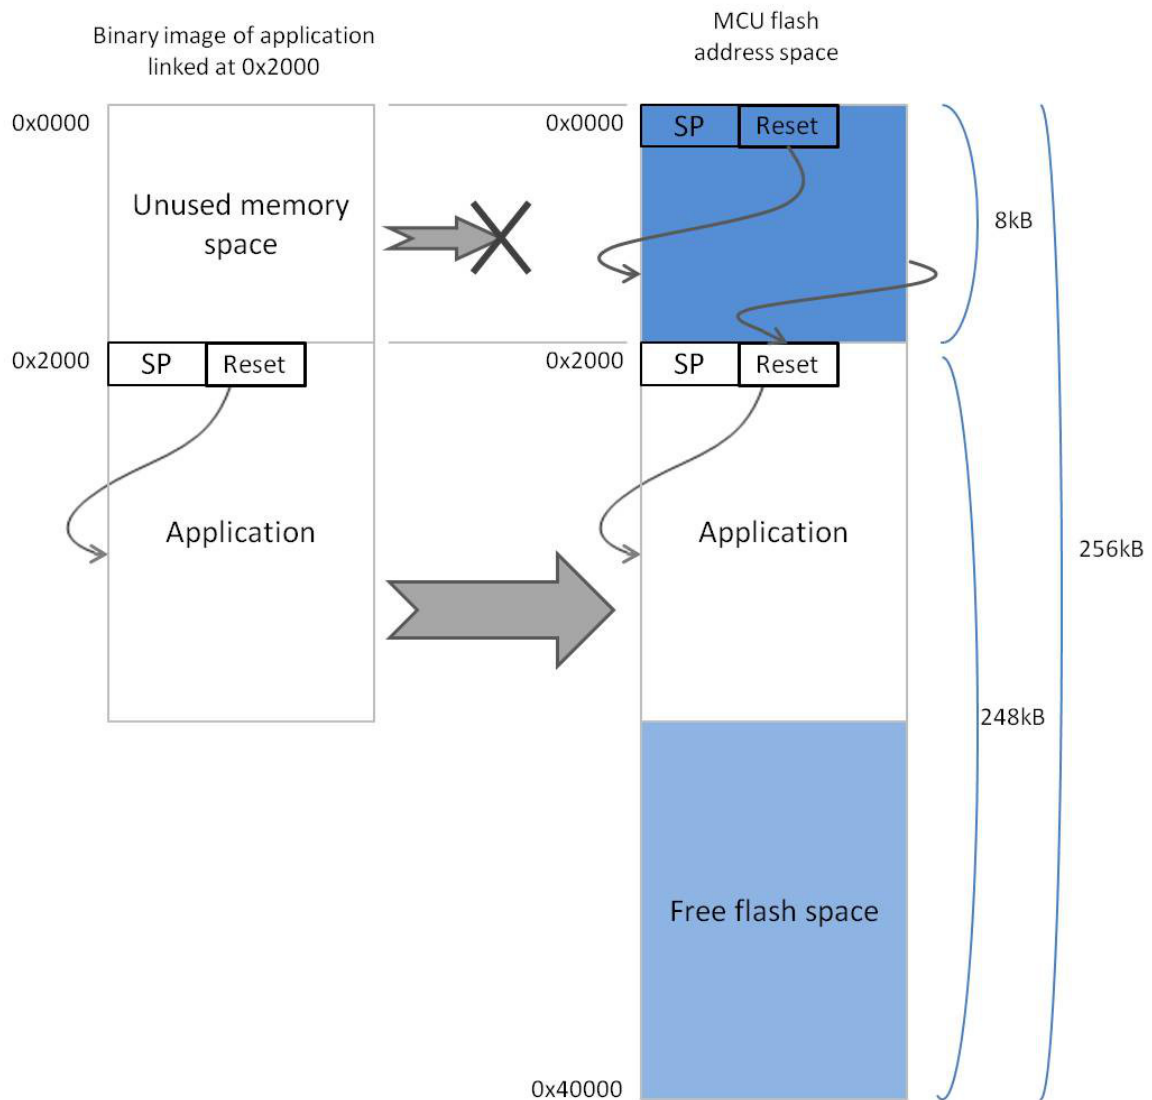 Binary image of application
linked at 0x2000
MCU flash
address space
0x0000
0x0000
SP
Reset
Unused memory
space
8kB
0x2000
SP
Reset
0x2000
SP
Reset
Application
Application
256kB
248kB
Free flash space
0x40000